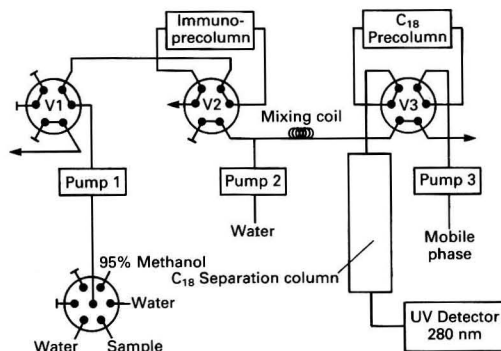 Immuno-
precolumn
C18
Precolumn
V1
V2
V3
Mixing coil
Pump 1
Pump 2
Pump 3
Water
Mobile
phase
95% Methanol
C18 Separation column
Water
Water
Sample
UV Detector
280 nm